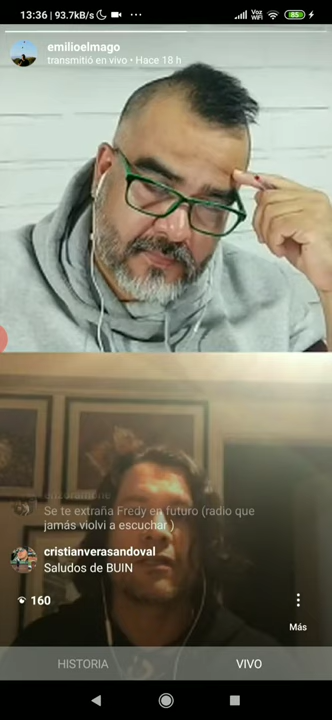 13:36 | 93.7kB/s
Voz
WiFi
85
emilioelmago
transmitió en vivo • Hace 18 h
Se te extraña Fredy en futuro (radio que
jamás violvi a escuchar )
cristianverasandoval
Saludos de BUIN
160
Más
HISTORIA
VIVO